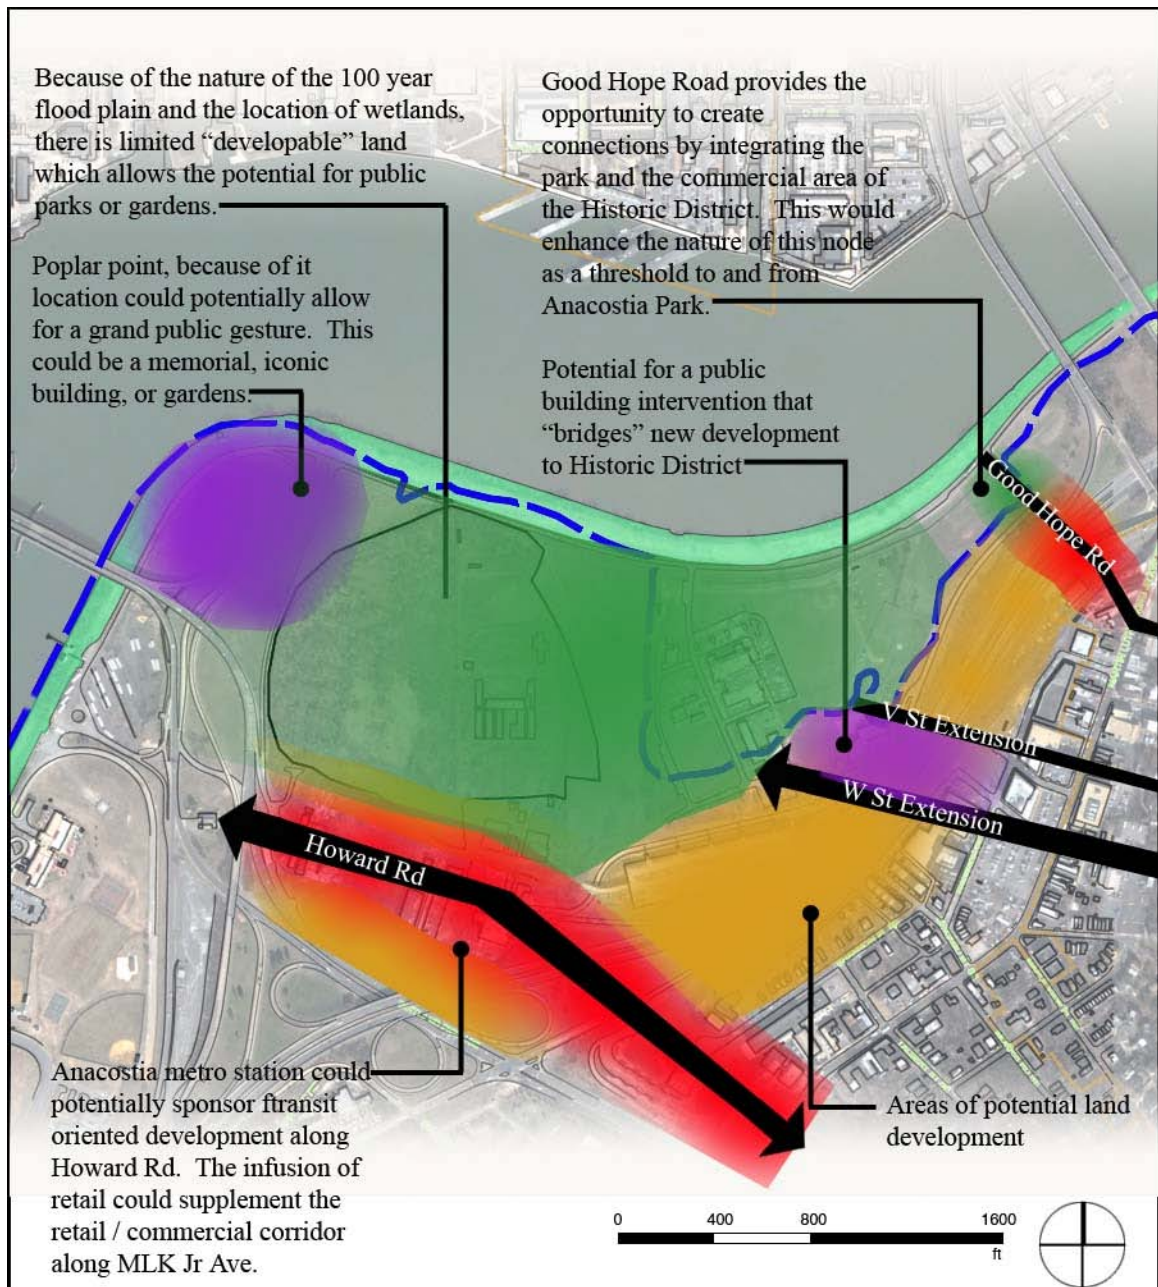 Because of the nature of the 100 year
flood plain and the location of wetlands,
there is limited “developable” land
which allows the potential for public
parks or gardens.
Poplar point, because of it
location could potentially allow
for a grand public gesture.  This
could be a memorial, iconic
building, or gardens.
Good Hope Road provides the
opportunity to create
connections by integrating the
park and the commercial area of
the Historic District.  This would
enhance the nature of this node
as a threshold to and from
Anacostia Park.
Potential for a public
building intervention that
“bridges” new development
to Historic District
Good Hope Rd
V St Extension
W St Extension
Howard Rd
Anacostia metro station could
potentially sponsor ftransit
oriented development along
Howard Rd.  The infusion of
retail could supplement the
retail / commercial corridor
along MLK Jr Ave.
Areas of potential land
development
0 400 800 1600
ft